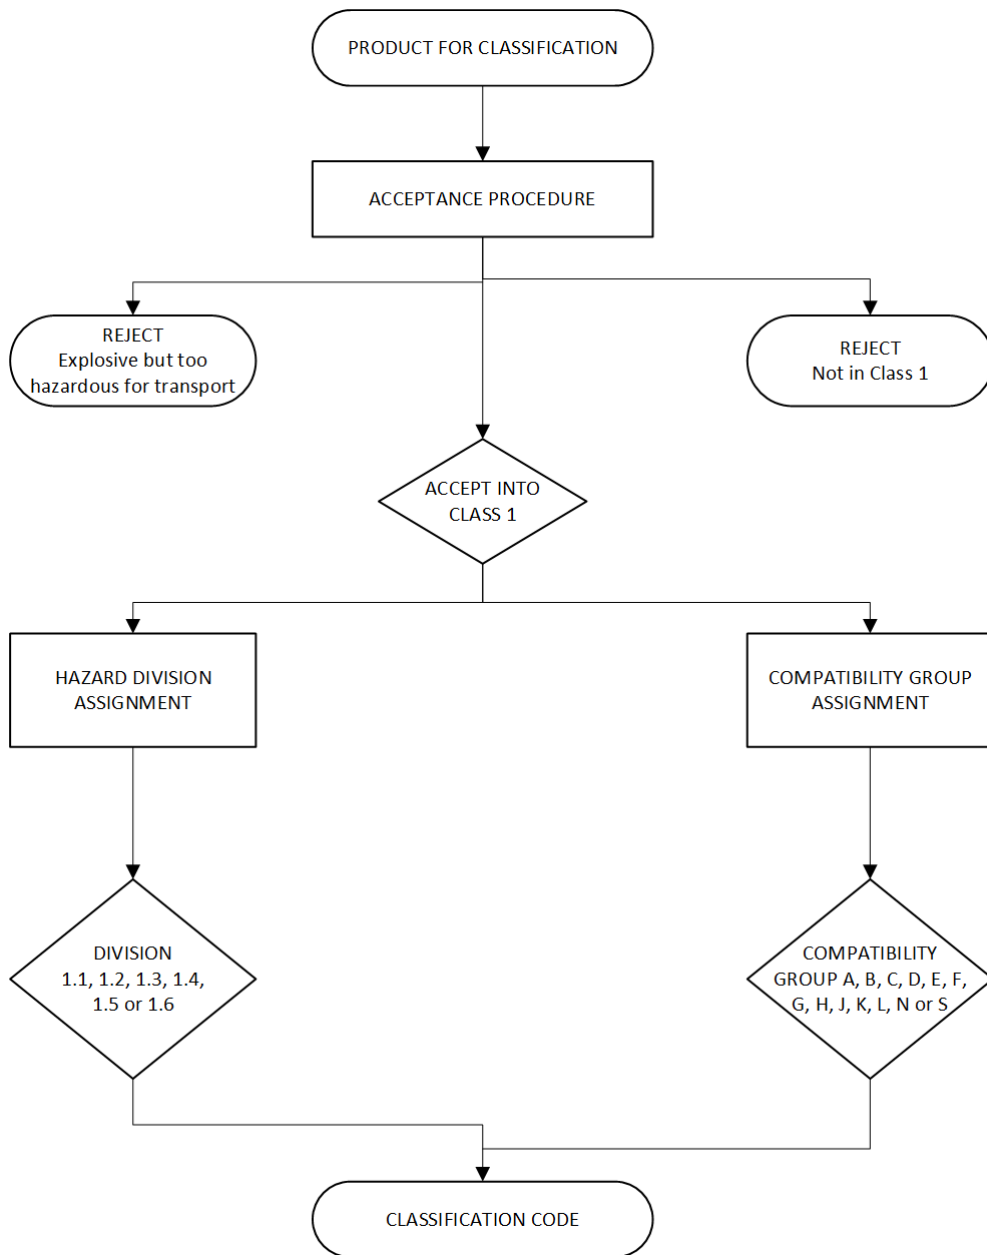 PRODUCT FOR CLASSIFICATION
ACCEPTANCE PROCEDURE
REJECT
Explosive but too
hazardous for transport
REJECT
Not in Class 1
ACCEPT INTO
CLASS 1
HAZARD DIVISION
ASSIGNMENT
COMPATIBILITY GROUP
ASSIGNMENT
DIVISION
1.1, 1.2, 1.3, 1.4,
1.5 or 1.6
COMPATIBILITY
GROUP A, B, C, D, E, F,
G, H, J, K, L, N or S
CLASSIFICATION CODE